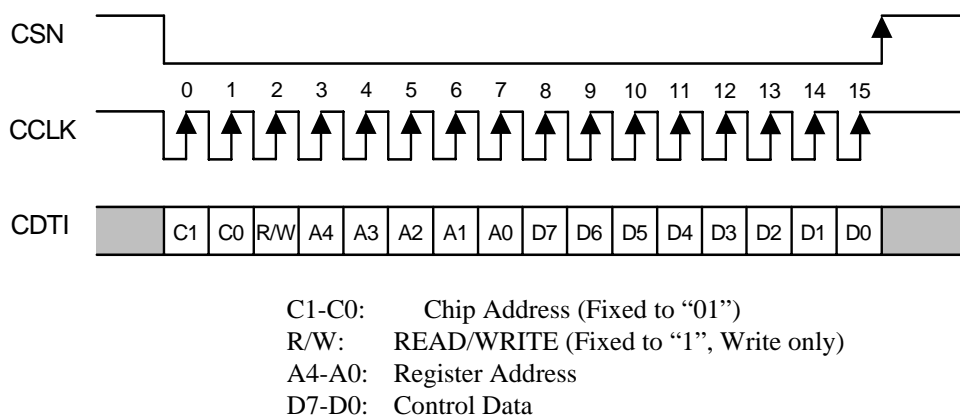 CSN
0 1 2 3 4 5 6 7 8 9 10 11 12 13 14 15
CCLK
CDTI C1 C0 R/W A4 A3 A2 A1 A0 D7 D6 D5 D4 D3 D2 D1 D0
C1-C0: Chip Address (Fixed to “01”)
R/W: READ/WRITE (Fixed to “1”, Write only)
A4-A0: Register Address
D7-D0: Control Data